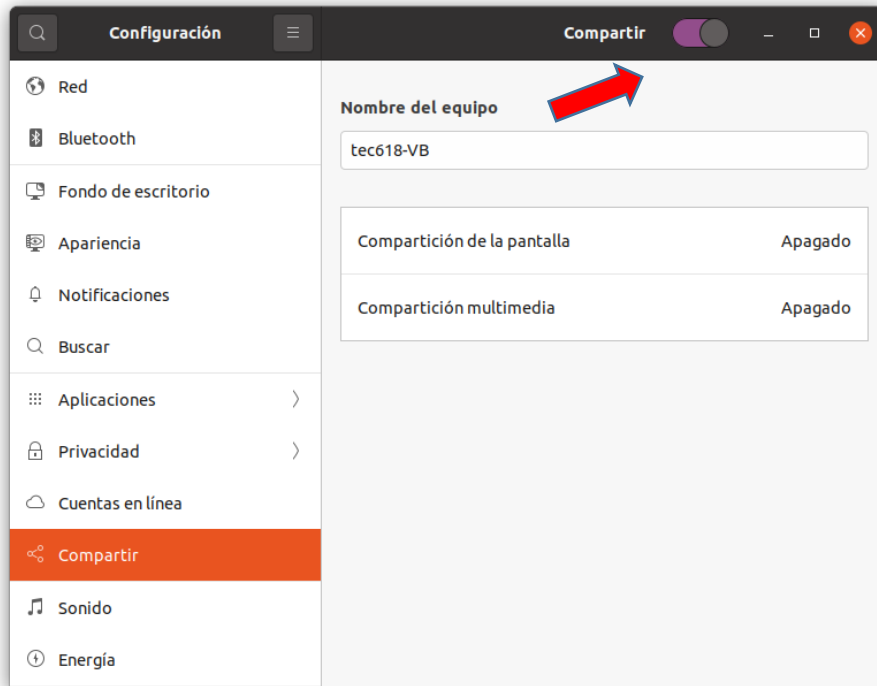 Configuración
Compartir
Red
Bluetooth
Fondo de escritorio
Apariencia
Notificaciones
Buscar
Aplicaciones
Privacidad
Cuentas en línea
Compartir
Sonido
Energía
Nombre del equipo
tec618-VB
Compartición de la pantalla Apagado
Compartición multimedia Apagado